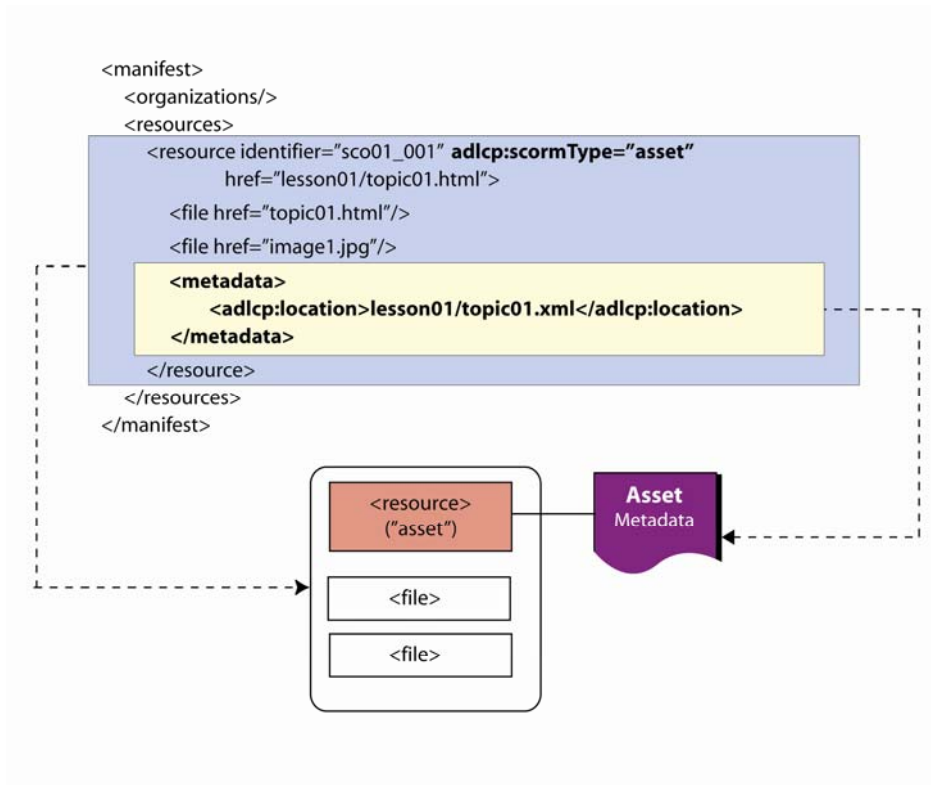 <manifest>
<organizations/>
<resources>
<resource identifier="sco01_001" adlcp:scormType="asset"
href="lesson01/topic01.html">
<file href="topic01.html"/>
<file href="image1.jpg"/>
<metadata>
<adlcp:location>lesson01/topic01.xml</adlcp:location>
</metadata>
</resource>
</resources>
</manifest>
<resource>
("asset")
Asset
Metadata
<file>
<file>